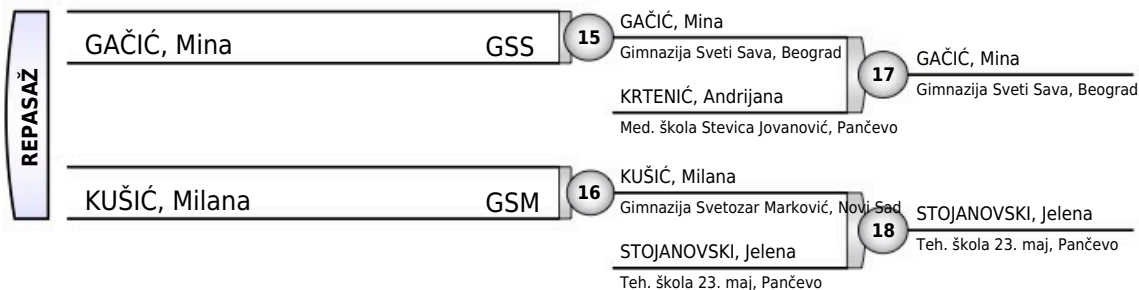 REPASAŽ
GAČIĆ, Mina GSS
15
GAČIĆ, Mina
Gimnazija Sveti Sava, Beograd
KRTENIĆ, Andrijana
Med. škola Stevica Jovanović, Pančevo
17
GAČIĆ, Mina
Gimnazija Sveti Sava, Beograd
KUŠIĆ, Milana GSM
16
KUŠIĆ, Milana
Gimnazija Svetozar Marković, Novi Sad
STOJANOVSKI, Jelena
Teh. škola 23. maj, Pančevo
18
STOJANOVSKI, Jelena
Teh. škola 23. maj, Pančevo